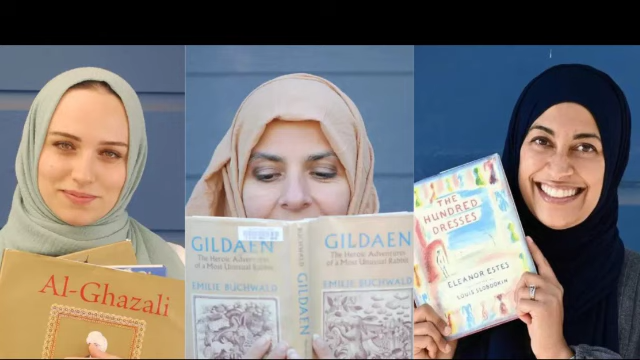 Al-Ghazali
GILDAEN
The Heroic Adventures
of a Most Unusual Rabbit
EMILIE BUCHWALD
GILDAEN
BUCHWALD
GILDAEN
The Heroic Adventures
of a Most Unusual Rabbit
EMILIE BUCHWALD
THE
HUNDRED
DRESSES
ELEANOR ESTES
LOUIS SLOBODKIN